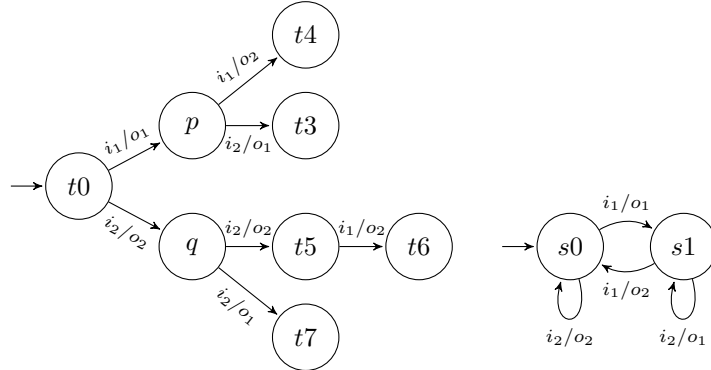 t4
i₁/o₂
p
t3
i₂/o₁
i₁/o₁
t0
i₂/o₂
q
i₂/o₂
t5
i₁/o₂
t6
i₂/o₁
t7
i₁/o₁
s0
s1
i₁/o₂
i₂/o₂
i₂/o₁